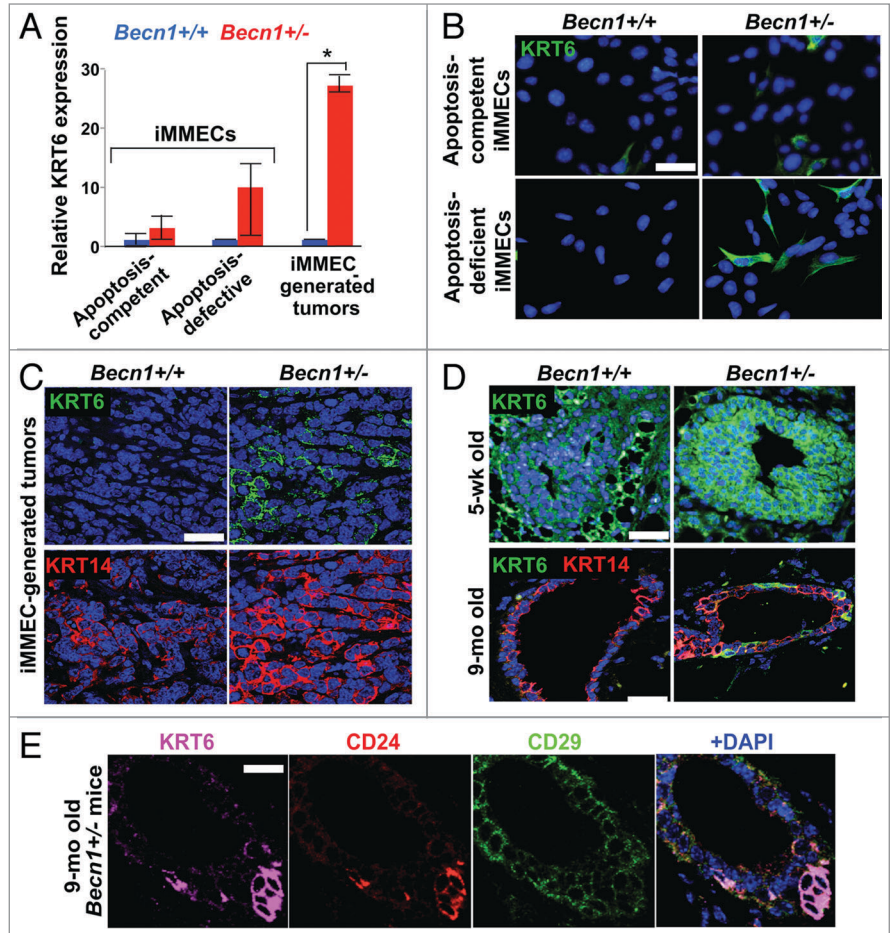 A
Becn1+/+ Becn1+/-
Relative KRT6 expression
30
20
10
0
iMMECs
*
Apoptosis-
competent
Apoptosis-
defective
iMMEC
generated
tumors
B
Becn1+/+ Becn1+/-
KRT6
Apoptosis-
competent
iMMECs
Apoptosis-
deficient
iMMECs
C
Becn1+/+ Becn1+/-
iMMEC-generated tumors
KRT6
KRT14
D
Becn1+/+ Becn1+/-
5-wk old
KRT6
9-mo old
KRT6 KRT14
E
KRT6 CD24 CD29 +DAPI
9-mo old
Becn1+/- mice